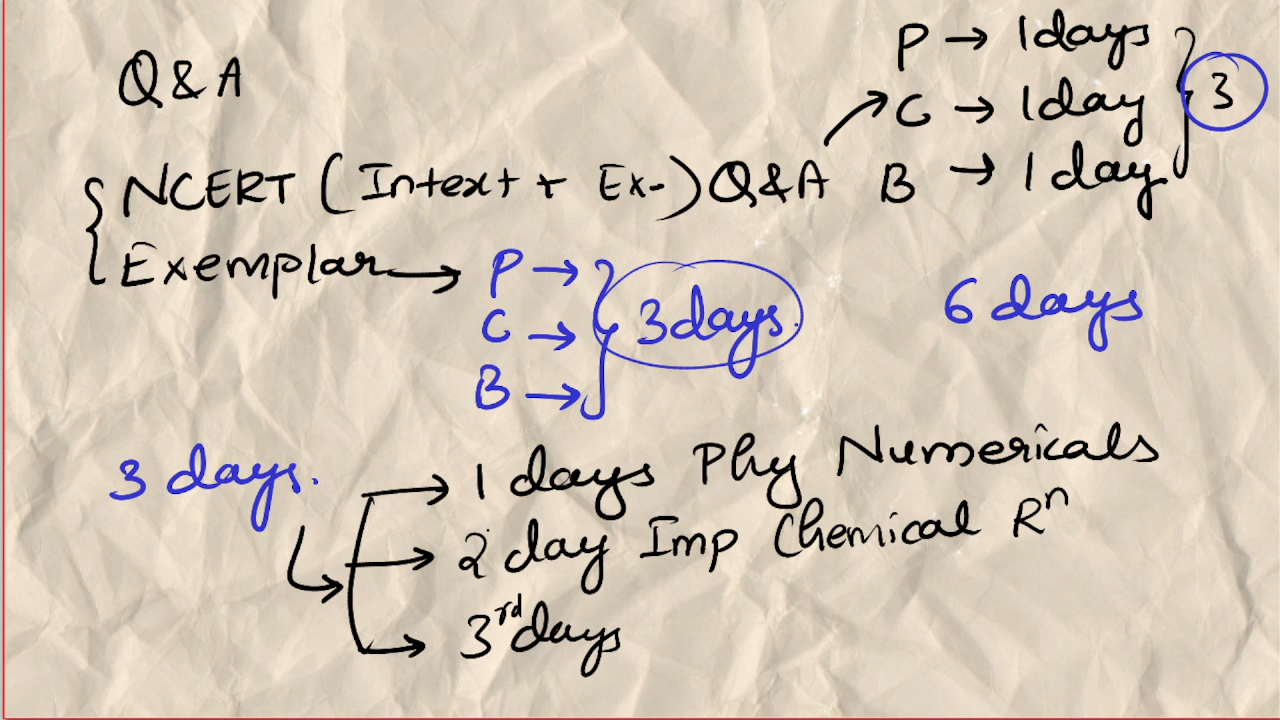 Q&A
P → 1days
C → 1day
B → 1day
3
NCERT (Intext + Ex-) Q&A
Exemplar → P →
C →
B →
3days.
6 days
3 days.
→ 1 days Phy Numericals
→ 2 day Imp Chemical Rⁿ
→ 3rd days